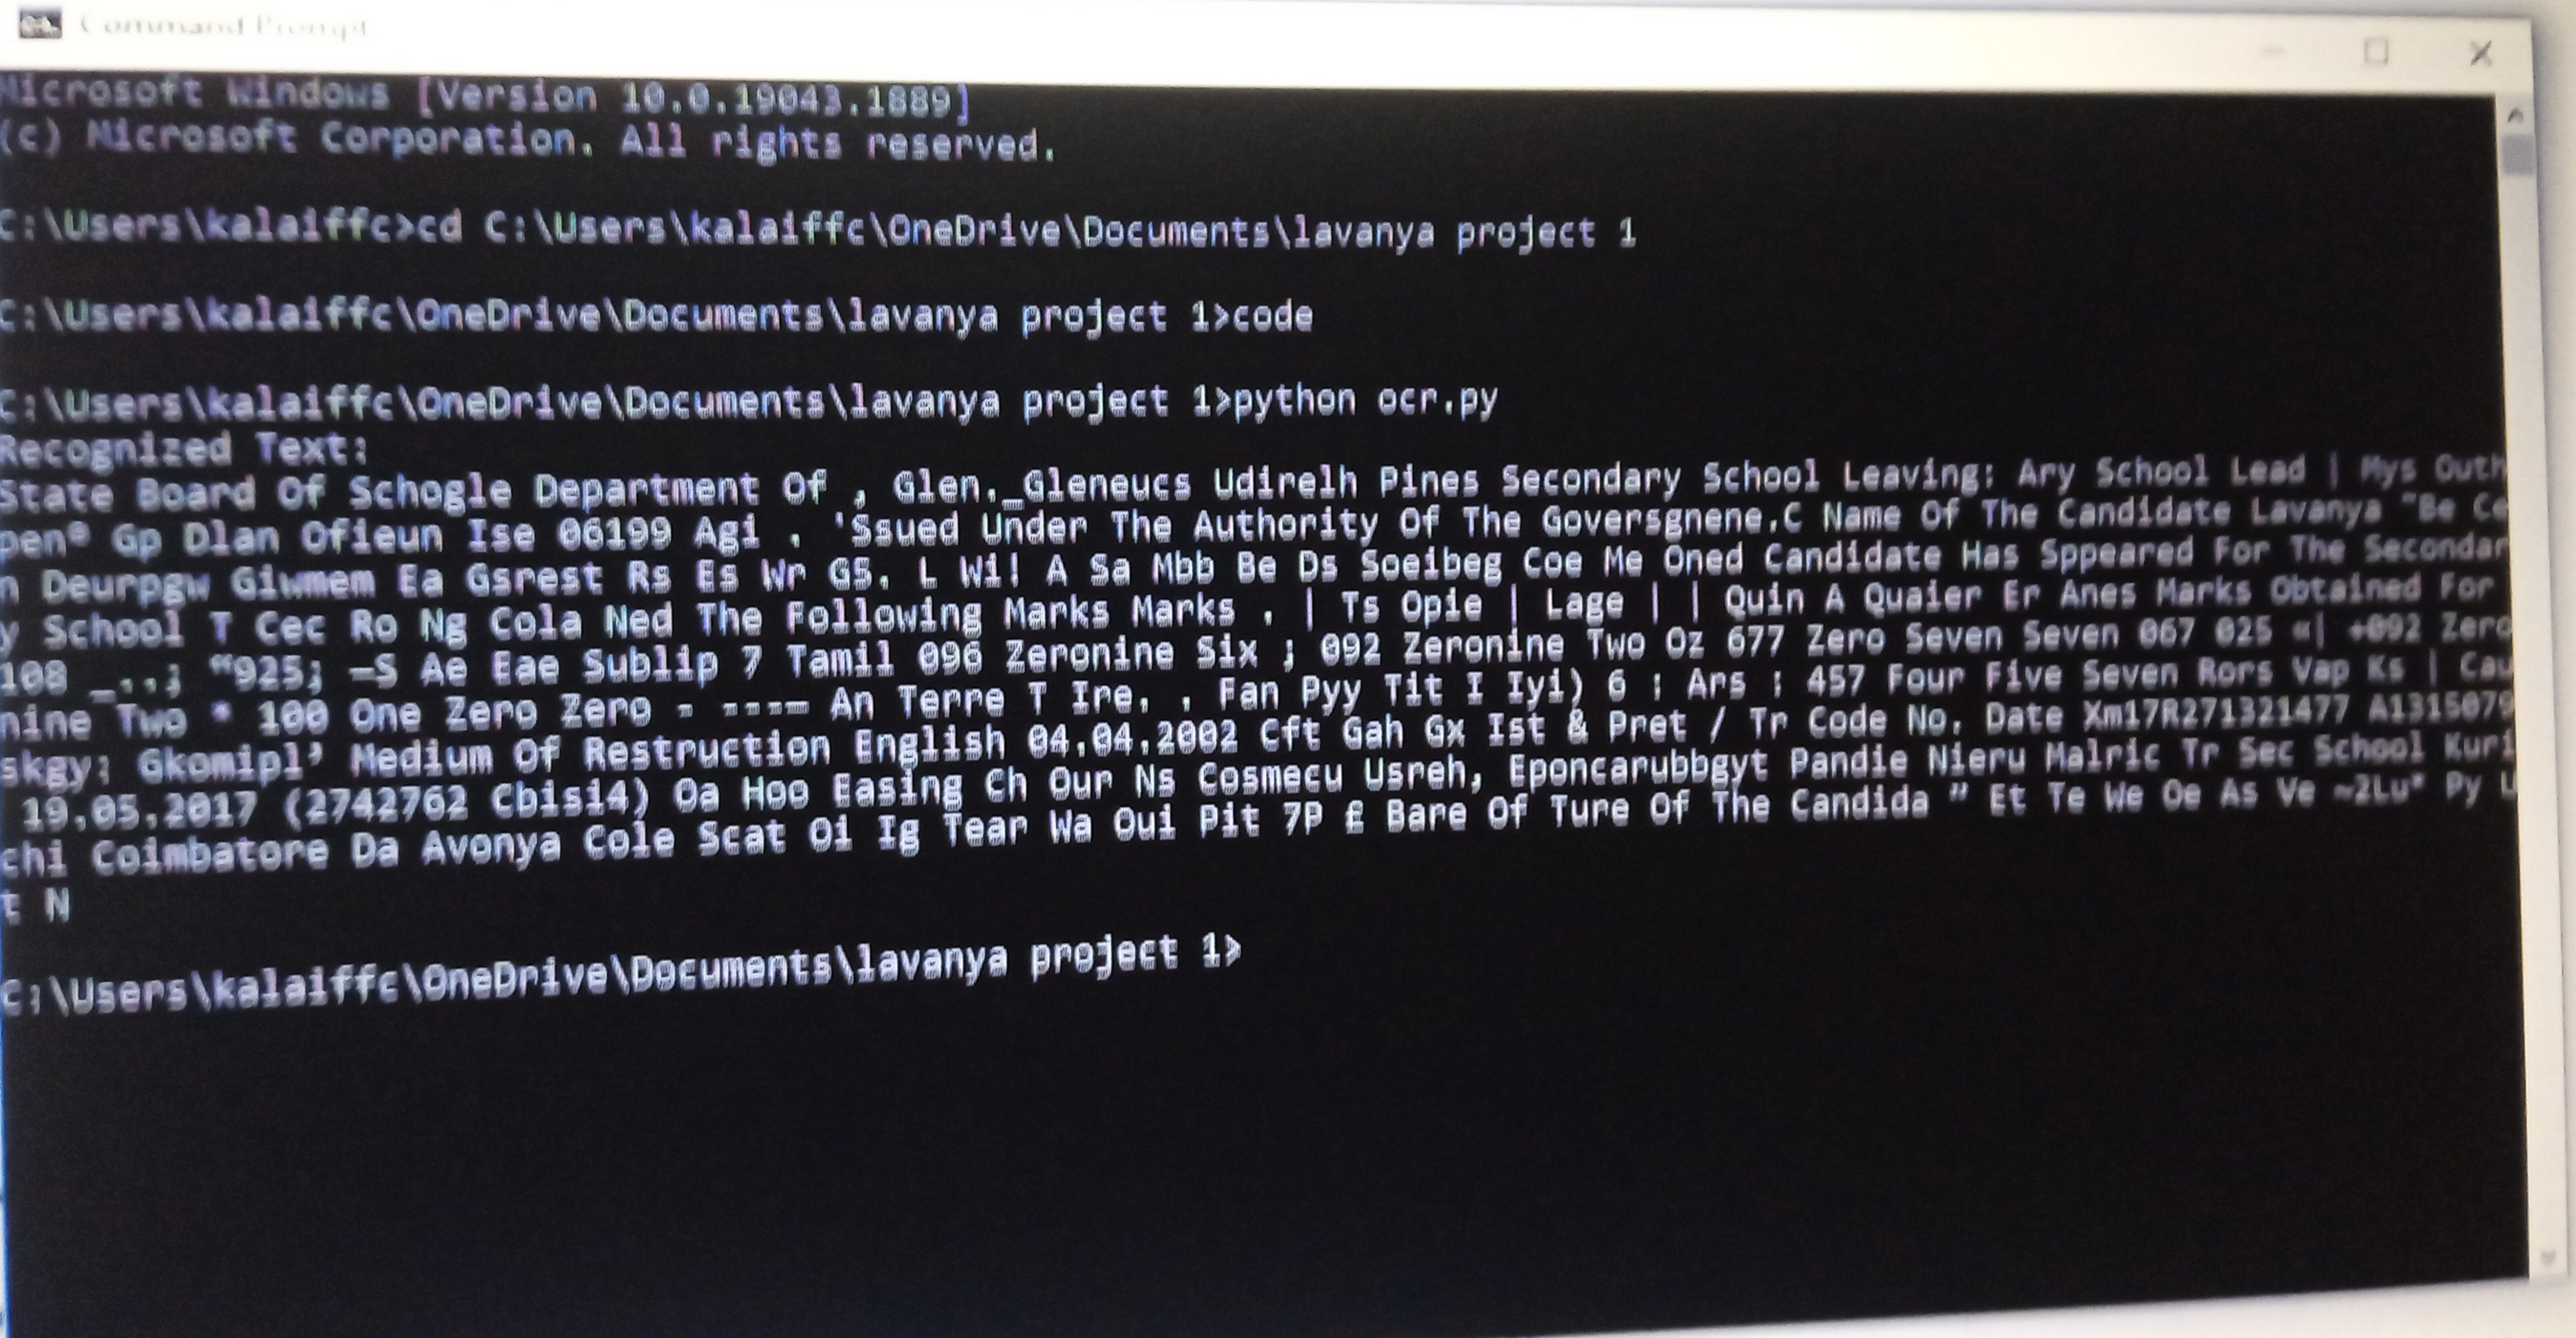 Command Prompt
Microsoft Windows [Version 10.0.19043.1889]
(c) Microsoft Corporation. All rights reserved.
C:\Users\kalaiffc>cd C:\Users\kalaiffc\OneDrive\Documents\lavanya project 1
C:\Users\kalaiffc\OneDrive\Documents\lavanya project 1>code
C:\Users\kalaiffc\OneDrive\Documents\lavanya project 1>python ocr.py
Recognized Text:
State Board Of Schogle Department Of , Glen._Gleneucs Udirelh Pines Secondary School Leaving: Ary School Lead | Mys Outh
pen® Gp Dlan Ofieun Ise 06199 Agi . 'Ssued Under The Authority Of The Goversgnene.C Name Of The Candidate Lavanya "Be Ce
n Deurpgw Giwmem Ea Gsrest Rs Es Wr GS. L Wi! A Sa Mbb Be Ds Soeibeg Coe Me Oned Candidate Has Sppeared For The Secondar
y School T Cec Ro Ng Cola Ned The Following Marks Marks . | Ts Opie | Lage | | Quin A Quaier Er Anes Marks Obtained For
108 _..; “925; —S Ae Eae Sublip 7 Tamil 096 Zeronine Six ; 092 Zeronine Two Oz 677 Zero Seven Seven 067 025 «| +092 Zero
nine Two * 100 One Zero Zero - ---— An Terre T Ire. . Fan Pyy Tit I Iyi) 6 : Ars : 457 Four Five Seven Rors Vap Ks | Cau
skgy: Gkomipl’ Medium Of Restruction English 04.04.2002 Cft Gah Gx Ist & Pret / Tr Code No. Date Xm17R271321477 A1315079
19.05.2017 (2742762 Cbisi4) Oa Hoo Easing Ch Our Ns Cosmecu Usreh, Eponcarubbgyt Pandie Nieru Malric Tr Sec School Kuri
chi Coimbatore Da Avonya Cole Scat Oi Ig Tear Wa Oui Pit 7P £ Bare Of Ture Of The Candida ” Et Te We Oe As Ve ~2Lu* Py U
t N
C:\Users\kalaiffc\OneDrive\Documents\lavanya project 1>